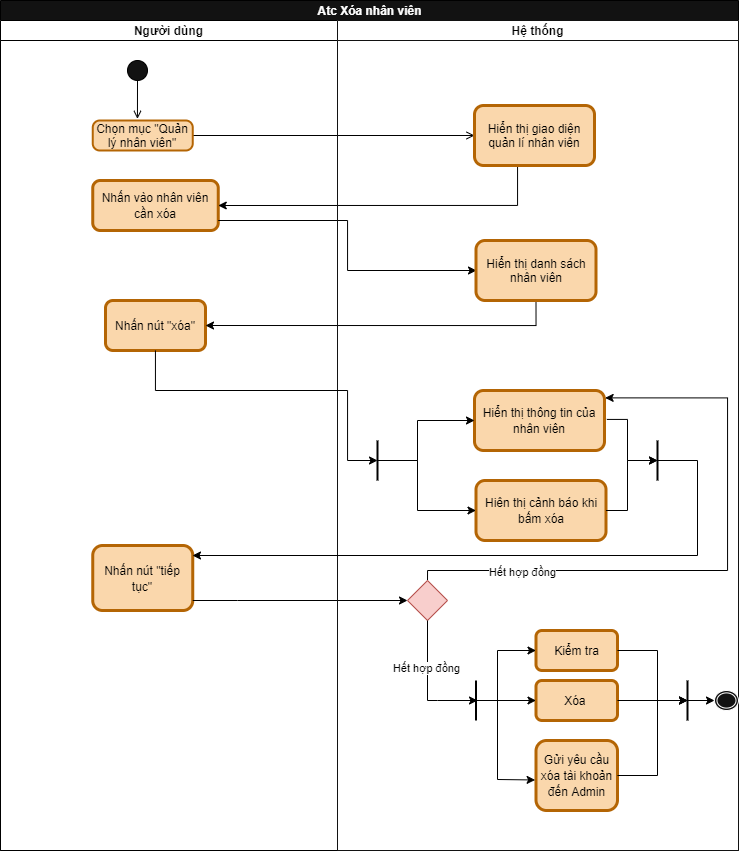 Atc Xóa nhân viên
Người dùng
Hệ thống
Chọn mục "Quản
lý nhân viên"
Hiển thị giao diện
quản lí nhân viên
Nhấn vào nhân viên
cần xóa
Hiển thị danh sách
nhân viên
Nhấn nút "xóa"
Hiển thị thông tin của
nhân viên
Hiên thị cảnh báo khi
bấm xóa
Nhấn nút "tiếp
tục"
Hết hợp đồng
Hết hợp đồng
Kiểm tra
Xóa
Gửi yêu cầu
xóa tài khoản
đến Admin